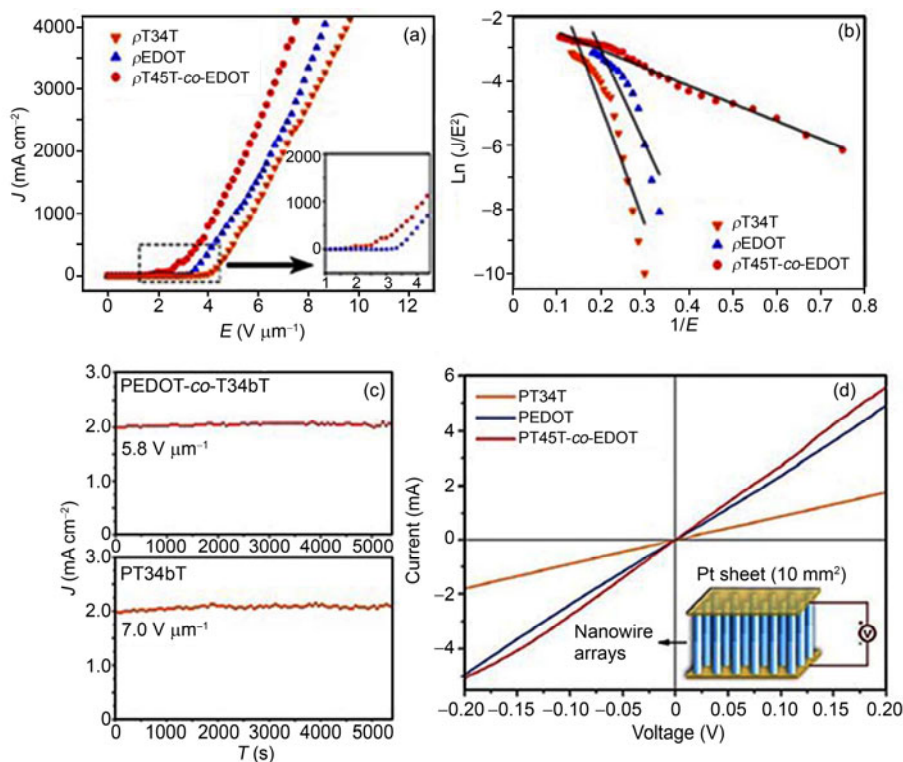 (a)
ρT34T
ρEDOT
ρT45T-co-EDOT
4000
3000
2000
1000
0
J (mA cm⁻²)
0 2 4 6 8 10 12
E (V μm⁻¹)
2000
1000
0
1 2 3 4
(b)
−2
−4
−6
−8
−10
Ln (J/E²)
ρT34T
ρEDOT
ρT45T-co-EDOT
0.1 0.2 0.3 0.4 0.5 0.6 0.7 0.8
1/E
(c)
3.0
PEDOT-co-T34bT
2.0
5.8 V μm⁻¹
1.0
0
0 1000 2000 3000 4000 5000
3.0
PT34bT
2.0
7.0 V μm⁻¹
1.0
0
J (mA cm⁻²)
0 1000 2000 3000 4000 5000
T (s)
(d)
6
4
2
0
−2
−4
Current (mA)
PT34T
PEDOT
PT45T-co-EDOT
Pt sheet (10 mm²)
Nanowire
arrays
V
−0.20 −0.15 −0.10 −0.05 0 0.05 0.10 0.15 0.20
Voltage (V)